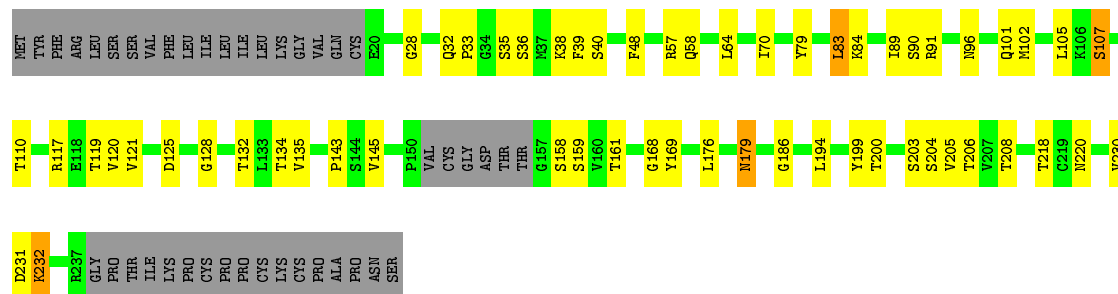 MET TYR PHE ARG LEU SER SER VAL PHE LEU ILE LEU ILE LEU LYS GLY VAL GLN CYS E20 G28 Q32 P33 G34 S35 S36 M37 K38 F39 S40 F48 R57 Q58 L64 I70 Y79 L83 K84 I89 S90 R91 N96 Q101 M102 L105 K106 S107
T110 R117 E118 T119 V120 V121 D125 G128 T132 L133 T134 V135 P143 S144 V145 P150 VAL CYS GLY ASP THR THR G157 S158 S159 V160 T161 G168 Y169 L176 N179 G186 L194 Y199 T200 S203 S204 V205 T206 V207 T208 T218 C219 N220
D231 K232 R237 GLY PRO THR ILE LYS PRO CYS PRO PRO CYS LYS CYS PRO ALA PRO ASN SER